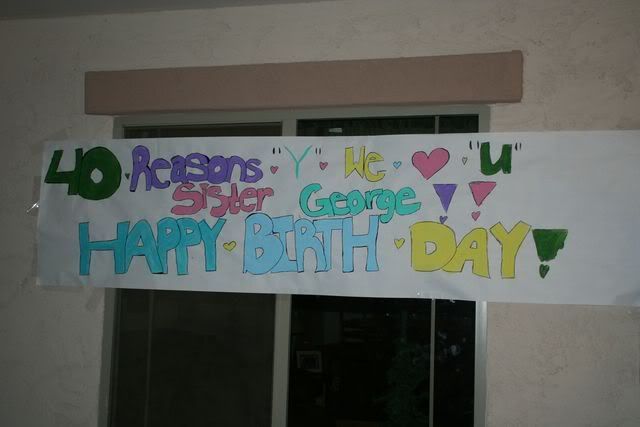 40 Reasons "Y" We ♥ "U"
Sister George!!
HAPPY BIRTH DAY!